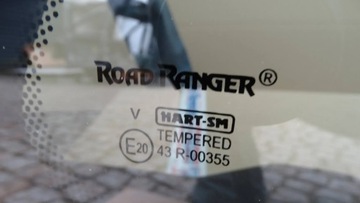 ROAD RANGER®
V HART-SM
TEMPERED
E20 43 R-00355